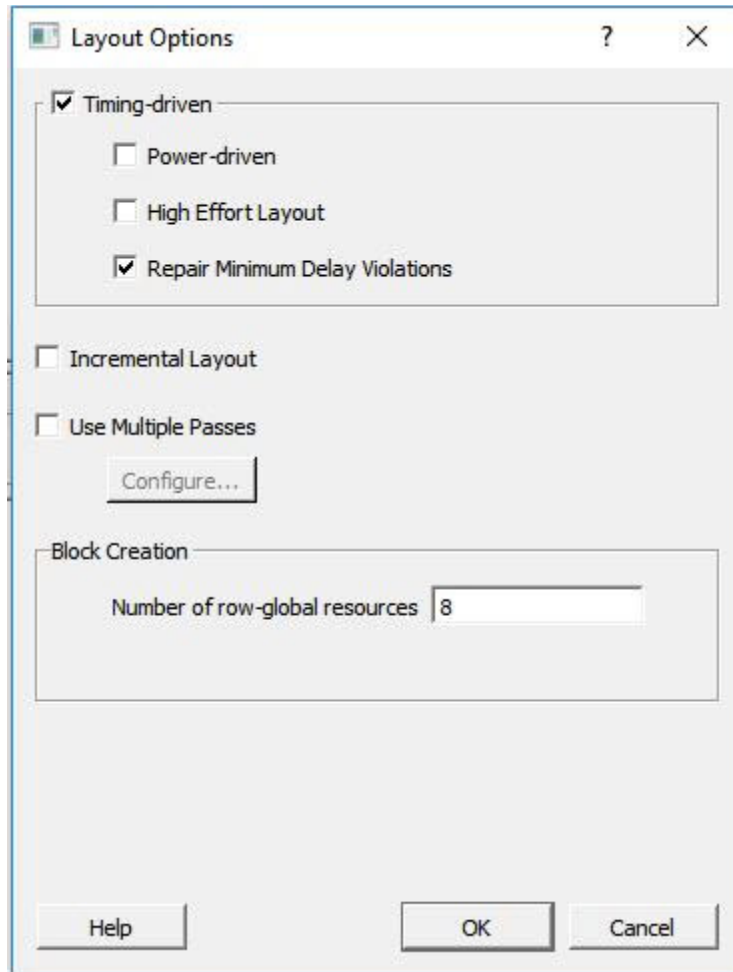 Layout Options ?
Timing-driven
Power-driven
High Effort Layout
Repair Minimum Delay Violations
Incremental Layout
Use Multiple Passes
Configure...
Block Creation
Number of row-global resources 8
Help OK Cancel